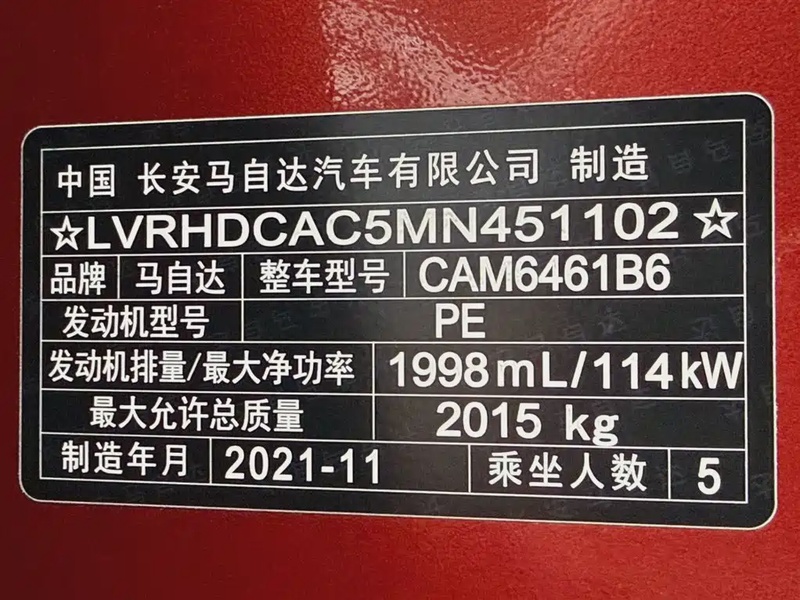 中国 长安马自达汽车有限公司 制造
☆LVRHDCAC5MN451102☆
品牌 马自达 整车型号 CAM6461B6
发动机型号 PE
发动机排量/最大净功率 1998mL/114kW
最大允许总质量 2015 kg
制造年月 2021-11 乘坐人数 5